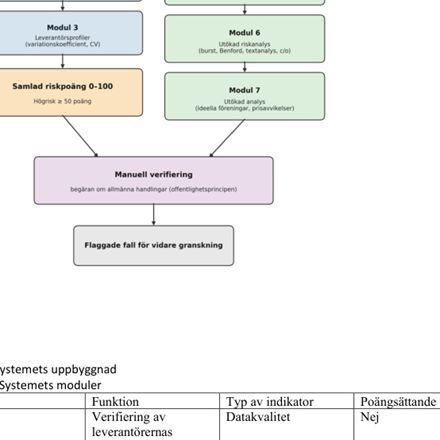 Modul 3
Leverantörsprofiler
(variationskoefficient, CV)
Samlad riskpoäng 0–100
Högrisk ≥ 50 poäng
Modul 6
Utökad riskanalys
(burst, Benford, textanalys, c/o)
Modul 7
Utökad analys
(ideella föreningar, prisavvikelser)
Manuell verifiering
begäran om allmänna handlingar (offentlighetsprincipen)
Flaggade fall för vidare granskning
ystemets uppbyggnad
Systemets moduler
Funktion Typ av indikator Poängsättande
Verifiering av Datakvalitet Nej
leverantörernas